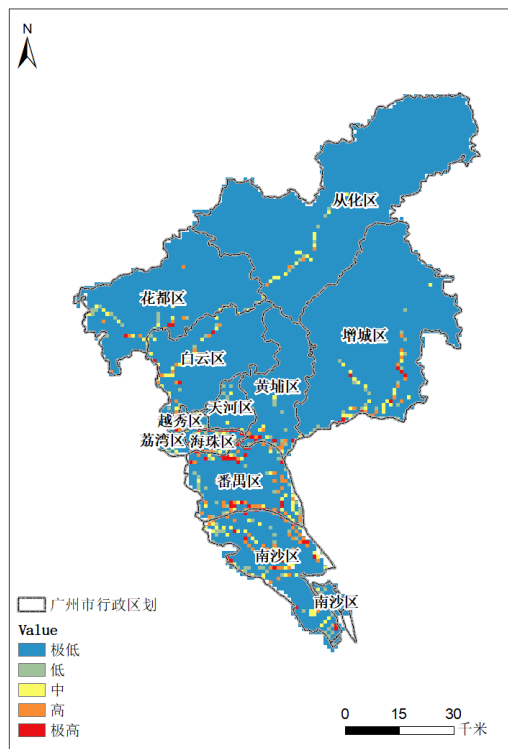 N
从化区
花都区
增城区
白云区
黄埔区
天河区
越秀区
荔湾区
海珠区
番禺区
南沙区
南沙区
广州市行政区划
Value
极低
低
中
高
极高
0 15 30
千米